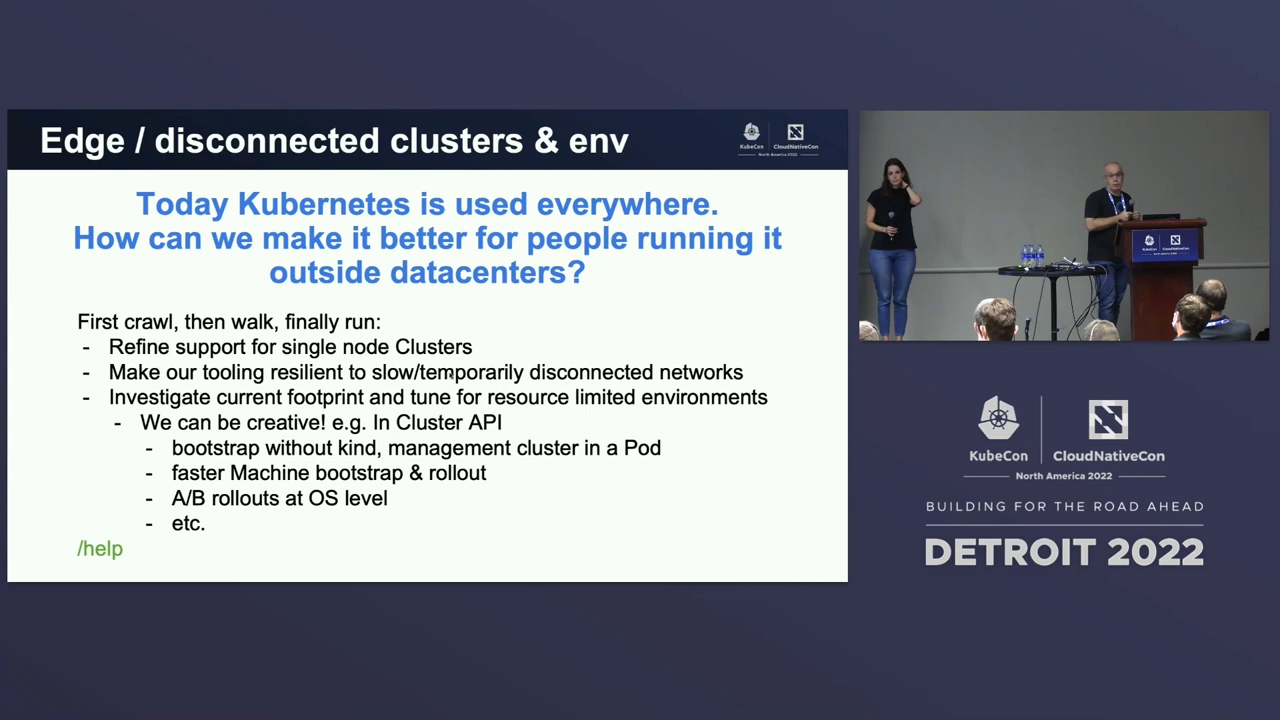 Edge / disconnected clusters & env
KubeCon
CloudNativeCon
North America 2022
Today Kubernetes is used everywhere.
How can we make it better for people running it
outside datacenters?
First crawl, then walk, finally run:
- Refine support for single node Clusters
- Make our tooling resilient to slow/temporarily disconnected networks
- Investigate current footprint and tune for resource limited environments
- We can be creative! e.g. In Cluster API
- bootstrap without kind, management cluster in a Pod
- faster Machine bootstrap & rollout
- A/B rollouts at OS level
- etc.
/help
KubeCon
CloudNativeCon
North America 2022
BUILDING FOR THE ROAD AHEAD
DETROIT 2022